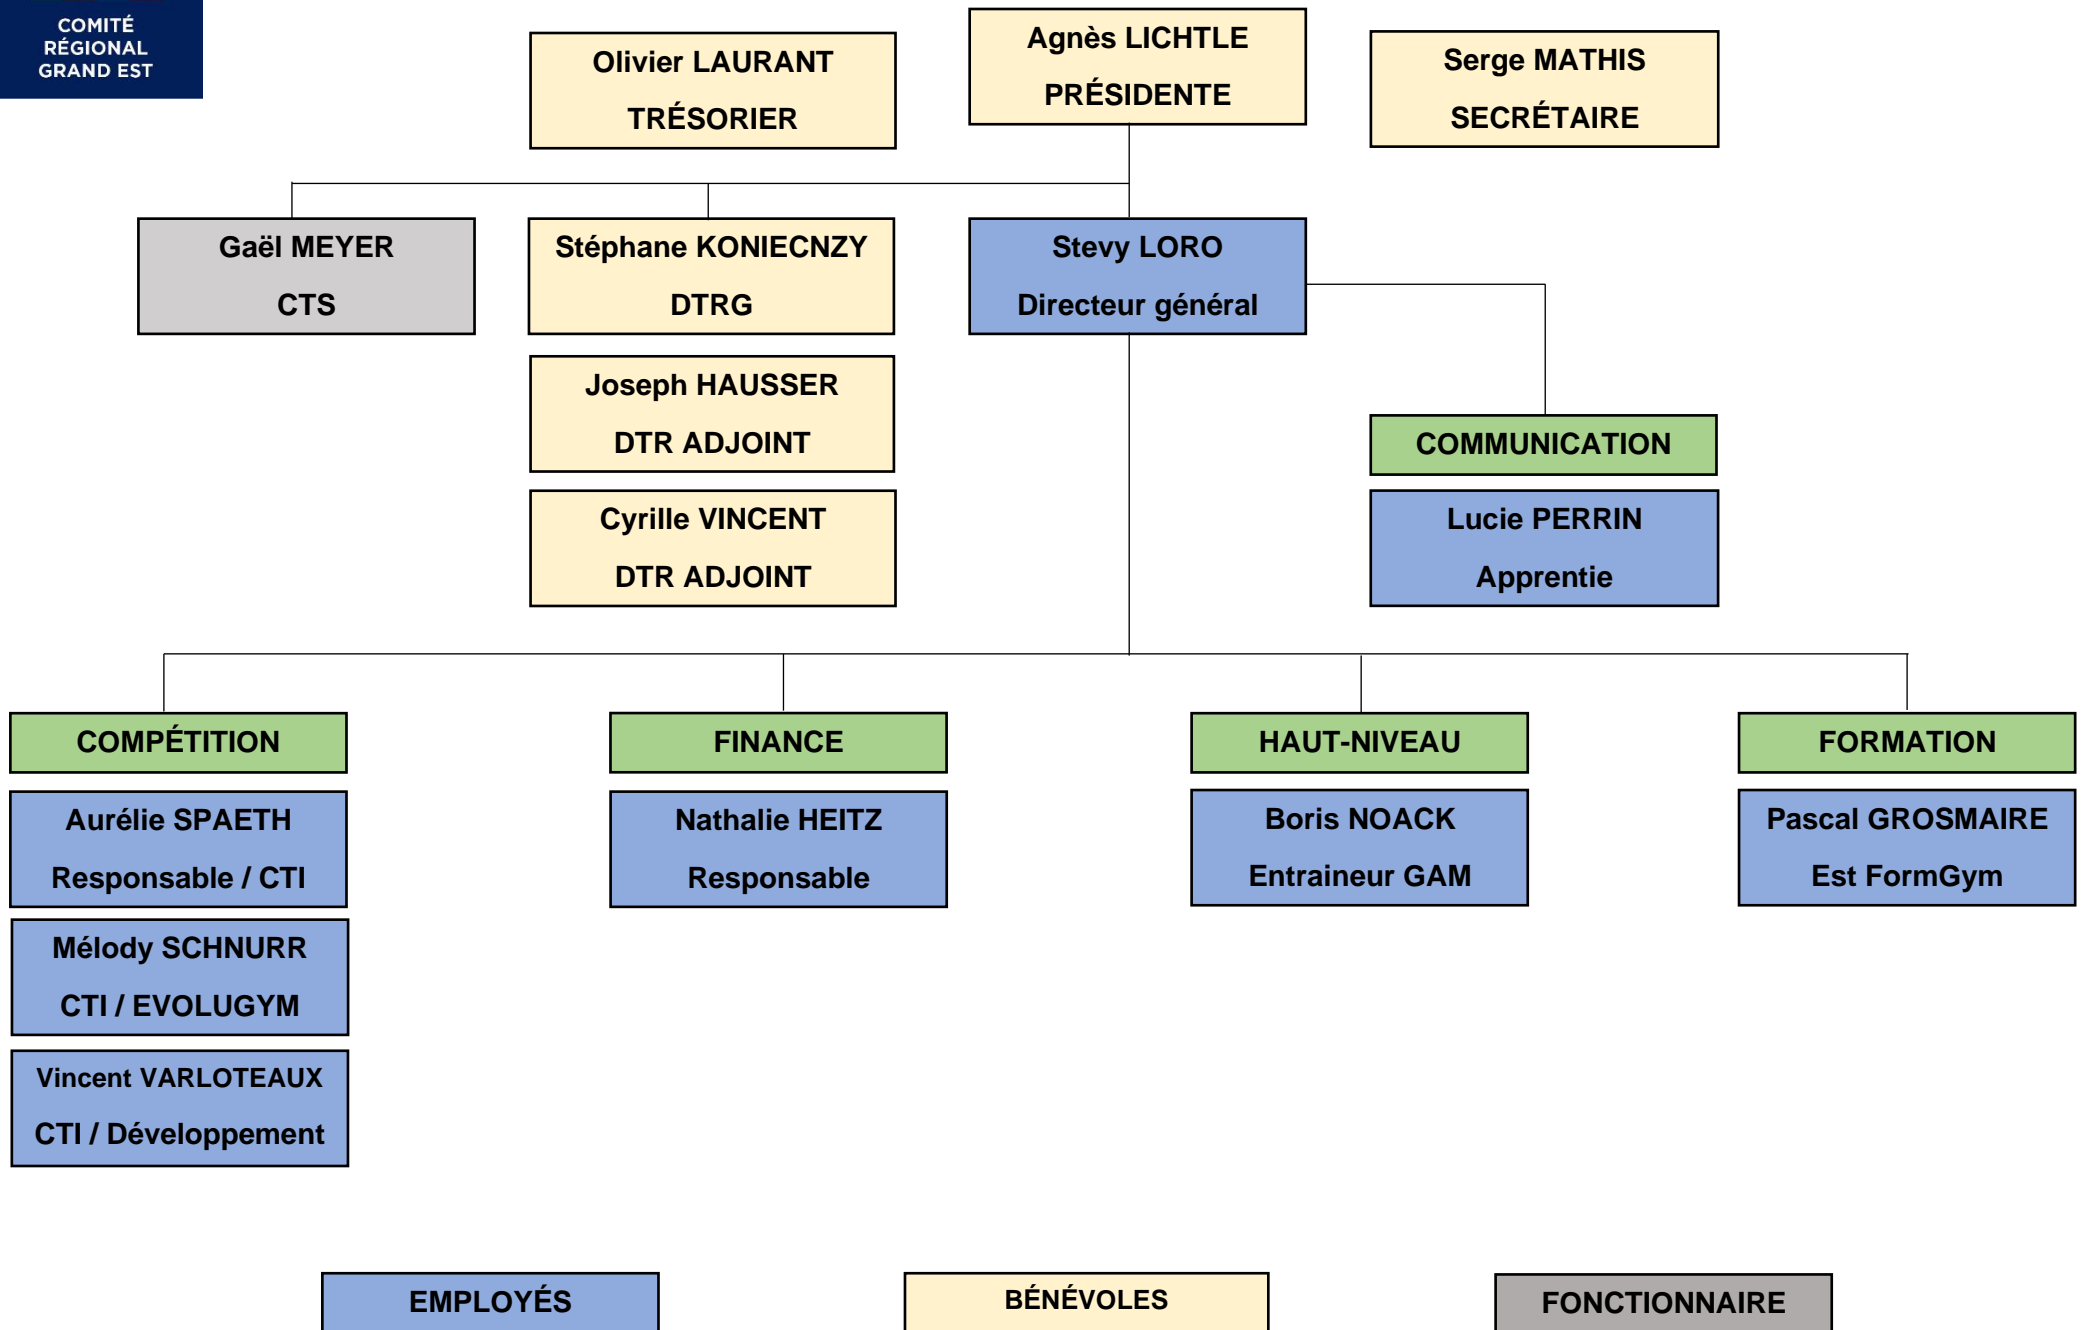 COMITÉ
RÉGIONAL
GRAND EST
Olivier LAURANT
TRÉSORIER
Agnès LICHTLE
PRÉSIDENTE
Serge MATHIS
SECRÉTAIRE
Gaël MEYER
CTS
Stéphane KONIECNZY
DTRG
Stevy LORO
Directeur général
Joseph HAUSSER
DTR ADJOINT
Cyrille VINCENT
DTR ADJOINT
COMMUNICATION
Lucie PERRIN
Apprentie
COMPÉTITION
Aurélie SPAETH
Responsable / CTI
Mélody SCHNURR
CTI / EVOLUGYM
Vincent VARLOTEAUX
CTI / Développement
FINANCE
Nathalie HEITZ
Responsable
HAUT-NIVEAU
Boris NOACK
Entraineur GAM
FORMATION
Pascal GROSMAIRE
Est FormGym
EMPLOYÉS
BÉNÉVOLES
FONCTIONNAIRE